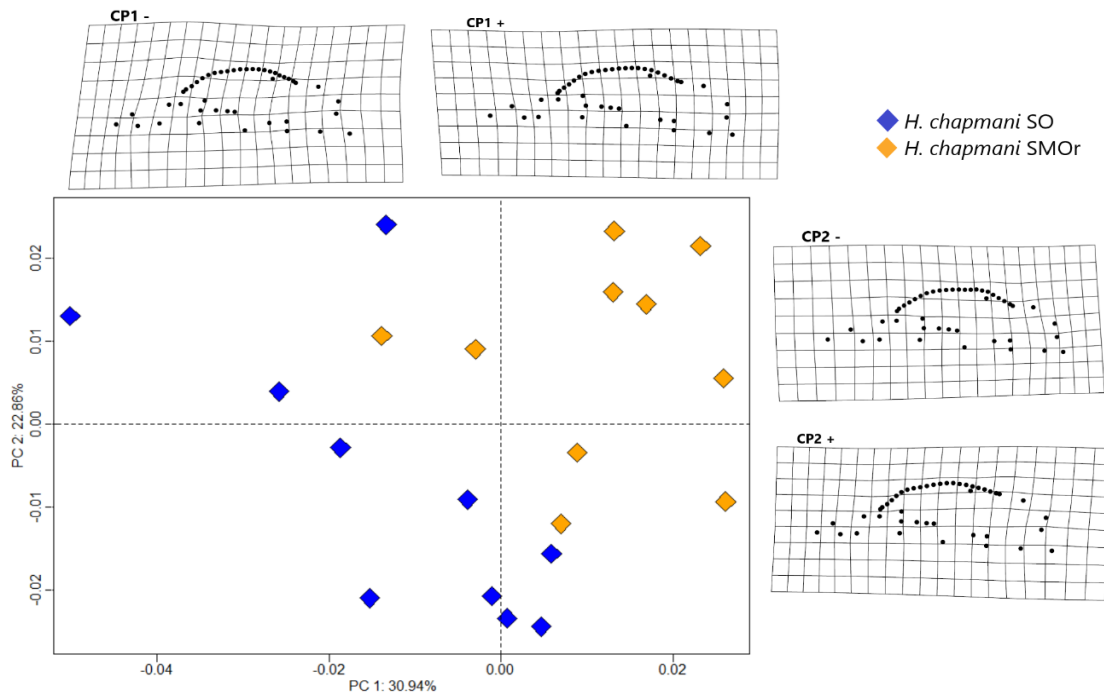 CP1 -
CP1 +
H. chapmani SO
H. chapmani SMOr
CP2 -
CP2 +
0.02
0.01
0.00
-0.01
-0.02
PC 2: 22.86%
-0.04
-0.02
0.00
0.02
PC 1: 30.94%